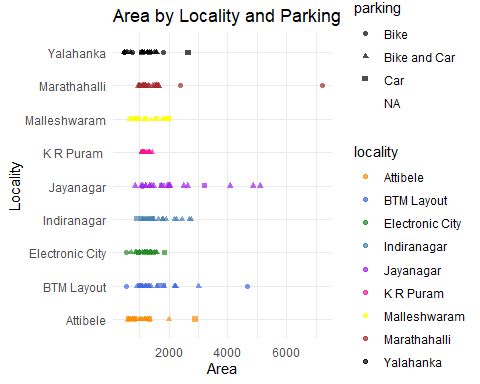 Area by Locality and Parking
parking
Bike
Bike and Car
Car
NA
locality
Attibele
BTM Layout
Electronic City
Indiranagar
Jayanagar
K R Puram
Malleshwaram
Marathahalli
Yalahanka
Locality
Yalahanka
Marathahalli
Malleshwaram
K R Puram
Jayanagar
Indiranagar
Electronic City
BTM Layout
Attibele
2000 4000 6000
Area